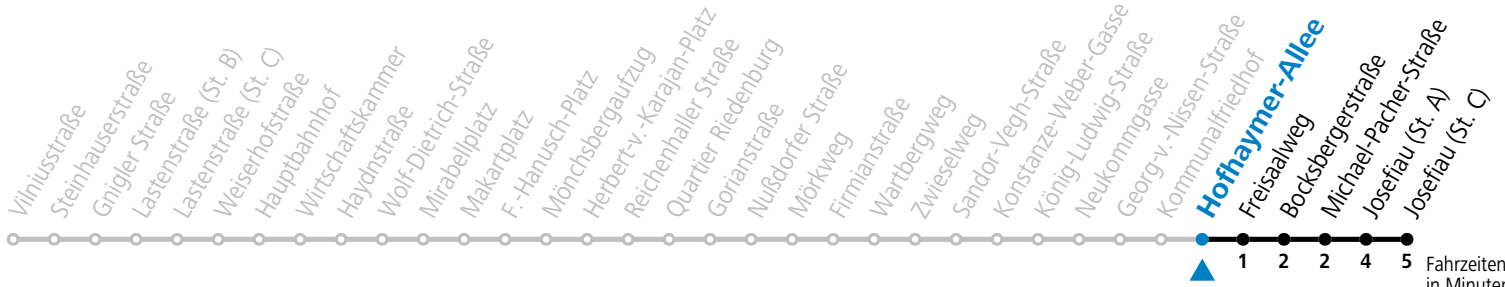 Vilniusstraße
Steinhauserstraße
Gnigler Straße
Lastenstraße (St. B)
Lastenstraße (St. C)
Weiserhofstraße
Hauptbahnhof
Wirtschaftskammer
Haydnstraße
Wolf-Dietrich-Straße
Mirabellplatz
Makartplatz
F.-Hanusch-Platz
Mönchsbergaufzug
Herbert-v. Karajan-Platz
Reichenhaller Straße
Quartier Riedenburg
Gorianstraße
Nußdorfer Straße
Mörkweg
Firmianstraße
Wartbergweg
Zwieselweg
Sandor-Vegh-Straße
Konstanze-Weber-Gasse
König-Ludwig-Straße
Neukommgasse
Georg-v.-Nissen-Straße
Kommunalfriedhof
Hofhaymer-Allee
Freisaalweg
Bocksbergerstraße
Michael-Pacher-Straße
Josefiau (St. A)
Josefiau (St. C)
1 2 2 4 5 Fahrzeiten
in Minuten